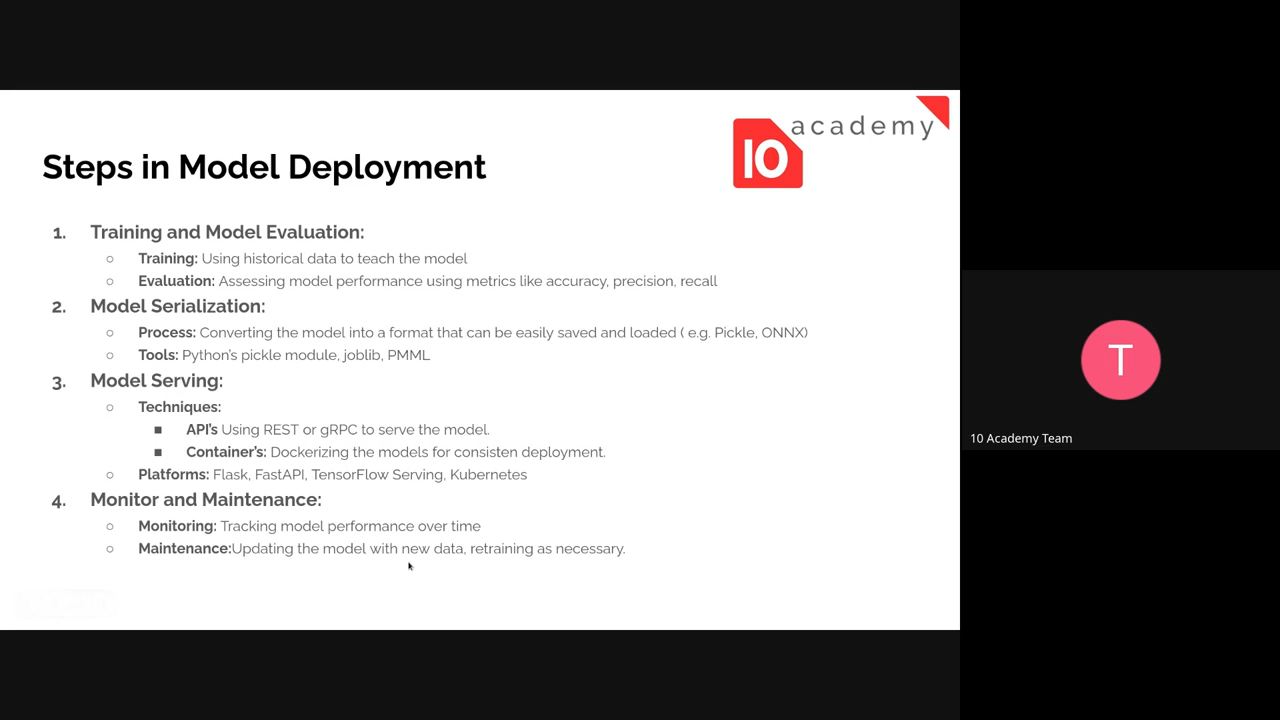 10 academy
Steps in Model Deployment
1. Training and Model Evaluation:
○ Training: Using historical data to teach the model
○ Evaluation: Assessing model performance using metrics like accuracy, precision, recall
2. Model Serialization:
○ Process: Converting the model into a format that can be easily saved and loaded ( e.g. Pickle, ONNX)
○ Tools: Python's pickle module, joblib, PMML
3. Model Serving:
○ Techniques:
■ API's Using REST or gRPC to serve the model.
■ Container's: Dockerizing the models for consisten deployment.
○ Platforms: Flask, FastAPI, TensorFlow Serving, Kubernetes
4. Monitor and Maintenance:
○ Monitoring: Tracking model performance over time
○ Maintenance:Updating the model with new data, retraining as necessary.
T
10 Academy Team